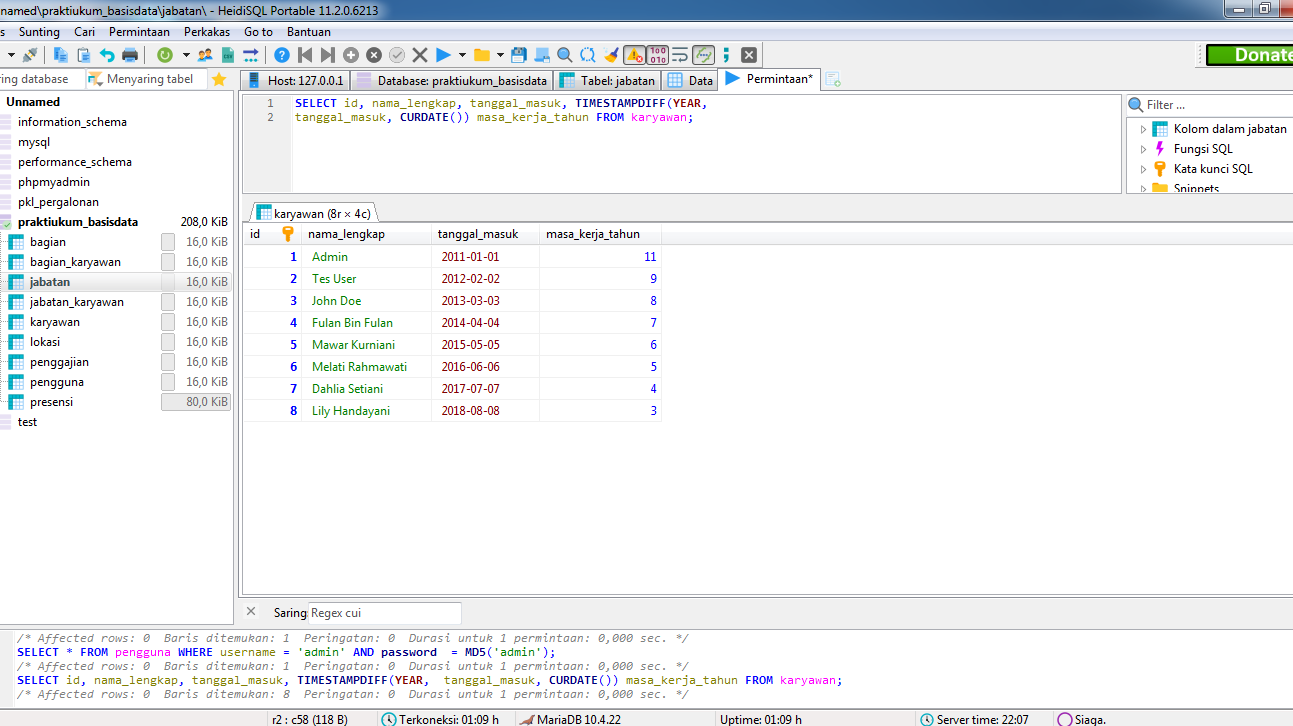 named\praktiukum_basisdata\jabatan\ - HeidiSQL Portable 11.2.0.6213
s Sunting Cari Permintaan Perkakas Go to Bantuan
Donate
ring database Menyaring tabel Host: 127.0.0.1 Database: praktiukum_basisdata Tabel: jabatan Data Permintaan*
Unnamed
information_schema
mysql
performance_schema
phpmyadmin
pkl_pergalonan
praktiukum_basisdata 208,0 KiB
bagian 16,0 KiB
bagian_karyawan 16,0 KiB
jabatan 16,0 KiB
jabatan_karyawan 16,0 KiB
karyawan 16,0 KiB
lokasi 16,0 KiB
penggajian 16,0 KiB
pengguna 16,0 KiB
presensi 80,0 KiB
test
1 SELECT id, nama_lengkap, tanggal_masuk, TIMESTAMPDIFF(YEAR,
2 tanggal_masuk, CURDATE()) masa_kerja_tahun FROM karyawan;
Filter ...
Kolom dalam jabatan
Fungsi SQL
Kata kunci SQL
Snippets
karyawan (8r × 4c)
id nama_lengkap tanggal_masuk masa_kerja_tahun
1 Admin 2011-01-01 11
2 Tes User 2012-02-02 9
3 John Doe 2013-03-03 8
4 Fulan Bin Fulan 2014-04-04 7
5 Mawar Kurniani 2015-05-05 6
6 Melati Rahmawati 2016-06-06 5
7 Dahlia Setiani 2017-07-07 4
8 Lily Handayani 2018-08-08 3
Saring: Regex cui
/* Affected rows: 0 Baris ditemukan: 1 Peringatan: 0 Durasi untuk 1 permintaan: 0,000 sec. */
SELECT * FROM pengguna WHERE username = 'admin' AND password = MD5('admin');
/* Affected rows: 0 Baris ditemukan: 1 Peringatan: 0 Durasi untuk 1 permintaan: 0,000 sec. */
SELECT id, nama_lengkap, tanggal_masuk, TIMESTAMPDIFF(YEAR, tanggal_masuk, CURDATE()) masa_kerja_tahun FROM karyawan;
/* Affected rows: 0 Baris ditemukan: 8 Peringatan: 0 Durasi untuk 1 permintaan: 0,000 sec. */
r2 : c58 (118 B) Terkoneksi: 01:09 h MariaDB 10.4.22 Uptime: 01:09 h Server time: 22:07 Siaga.